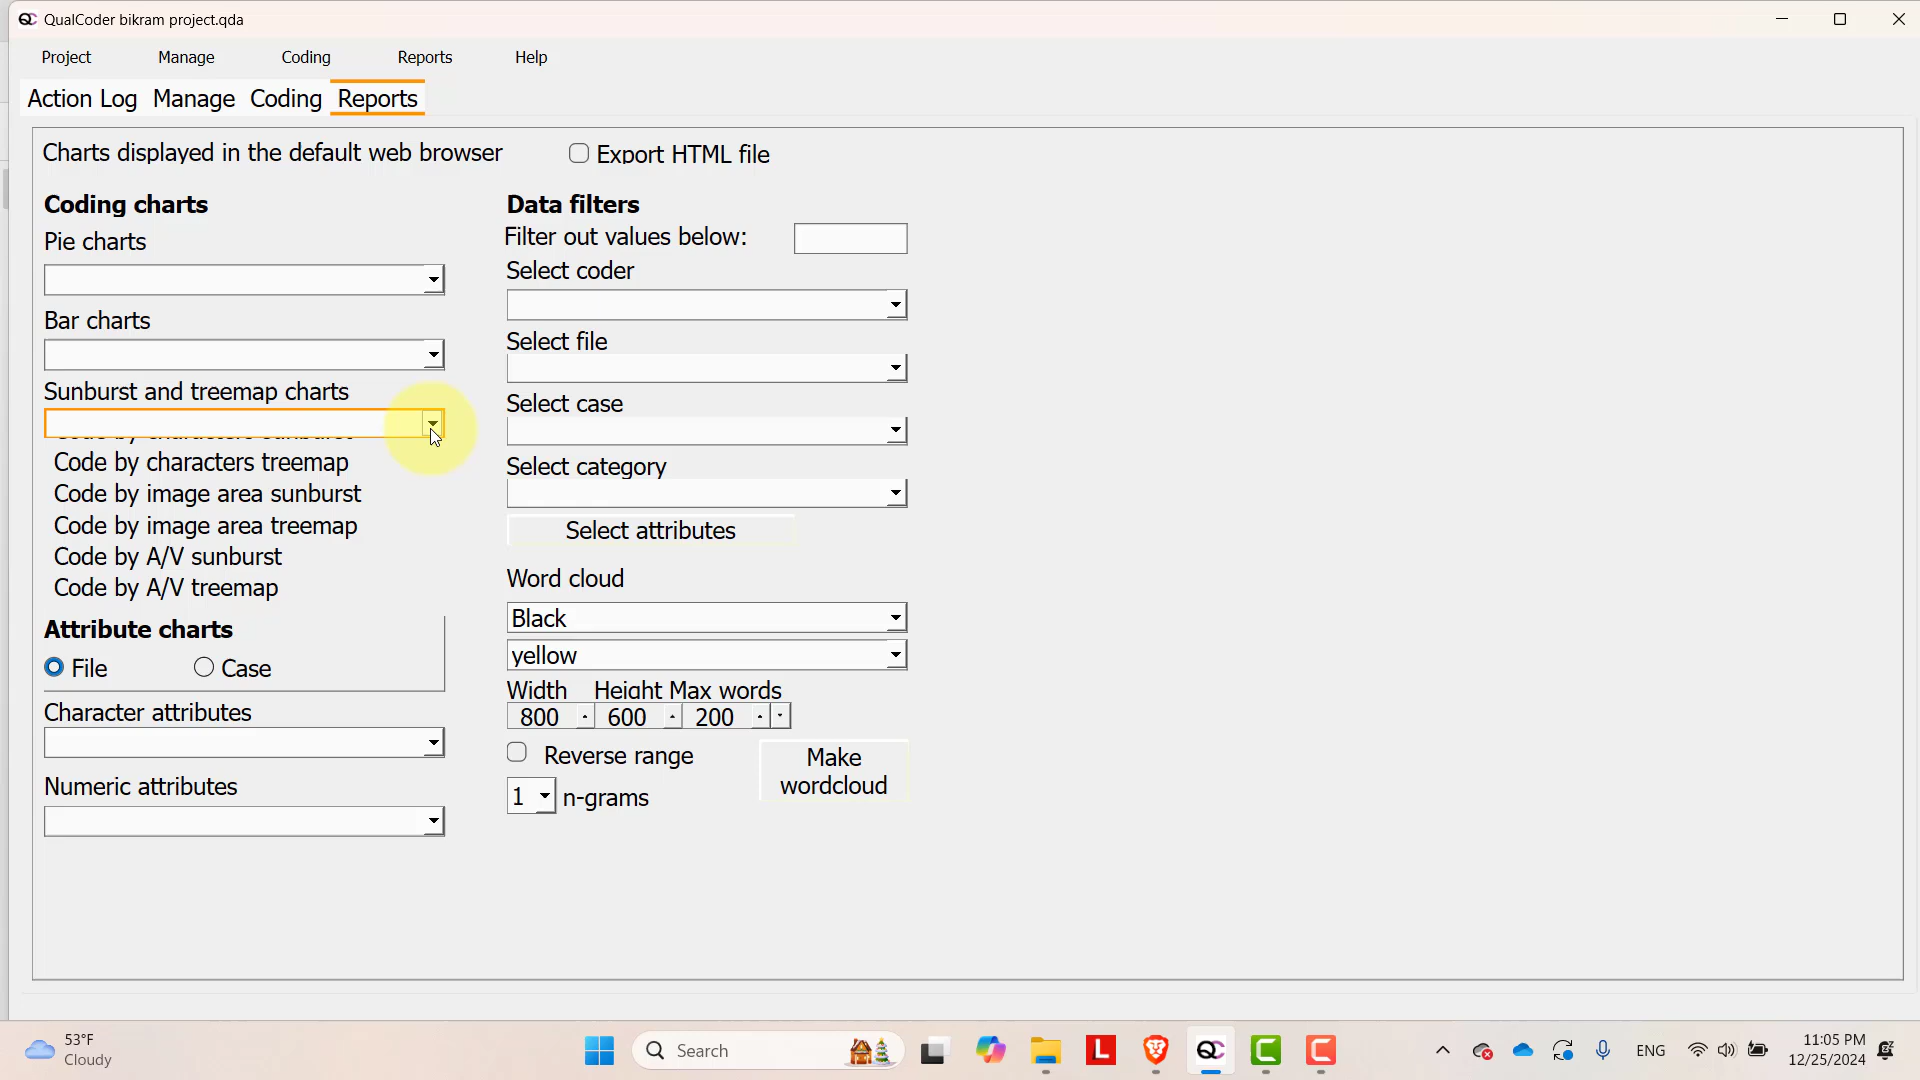 QualCoder bikram project.qda
Project Manage Coding Reports Help
Action Log Manage Coding Reports
Charts displayed in the default web browser
Export HTML file
Coding charts
Pie charts
Bar charts
Sunburst and treemap charts
Code by characters sunburst
Code by characters treemap
Code by image area sunburst
Code by image area treemap
Code by A/V sunburst
Code by A/V treemap
Attribute charts
File Case
Character attributes
Numeric attributes
Data filters
Filter out values below:
Select coder
Select file
Select case
Select category
Select attributes
Word cloud
Black
yellow
Width Height Max words
800 600 200
Reverse range
Make
wordcloud
1 n-grams
53°F
Cloudy
Search
ENG
11:05 PM
12/25/2024